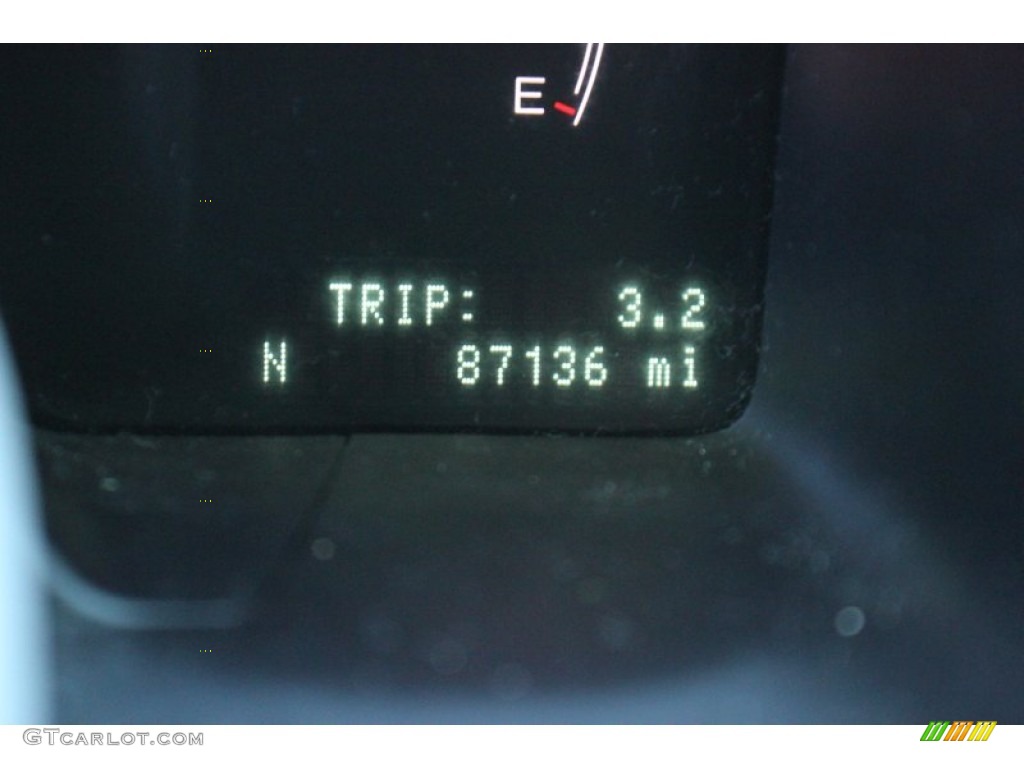 E
TRIP: 3.2
N 87136 mi
GTCARLOT.COM